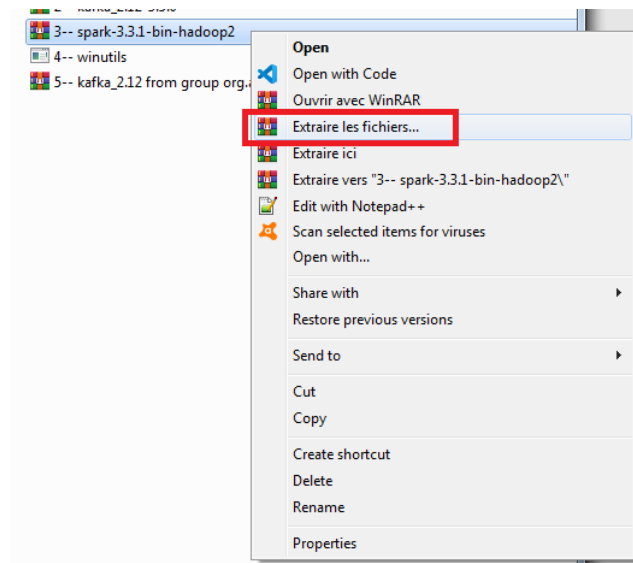 3-- spark-3.3.1-bin-hadoop2
4-- winutils
5-- kafka_2.12 from group org.
Open
Open with Code
Ouvrir avec WinRAR
Extraire les fichiers...
Extraire ici
Extraire vers "3-- spark-3.3.1-bin-hadoop2\"
Edit with Notepad++
Scan selected items for viruses
Open with...
Share with
Restore previous versions
Send to
Cut
Copy
Create shortcut
Delete
Rename
Properties